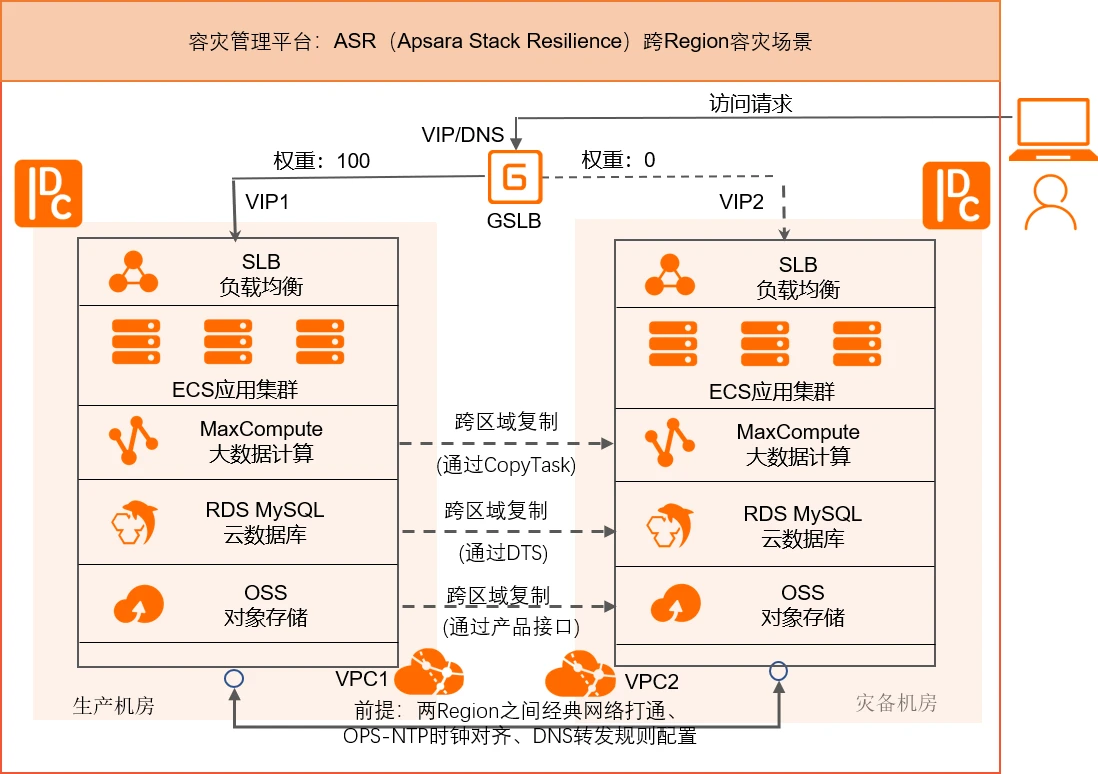 容灾管理平台：ASR（Apsara Stack Resilience）跨Region容灾场景
访问请求
VIP/DNS
权重：100
权重：0
G
GSLB
VIP1
VIP2
IDC
IDC
SLB
负载均衡
ECS应用集群
MaxCompute
大数据计算
RDS MySQL
云数据库
OSS
对象存储
跨区域复制
(通过CopyTask)
跨区域复制
(通过DTS)
跨区域复制
(通过产品接口)
SLB
负载均衡
ECS应用集群
MaxCompute
大数据计算
RDS MySQL
云数据库
OSS
对象存储
VPC1
VPC2
生产机房
灾备机房
前提：两Region之间经典网络打通、
OPS-NTP时钟对齐、DNS转发规则配置